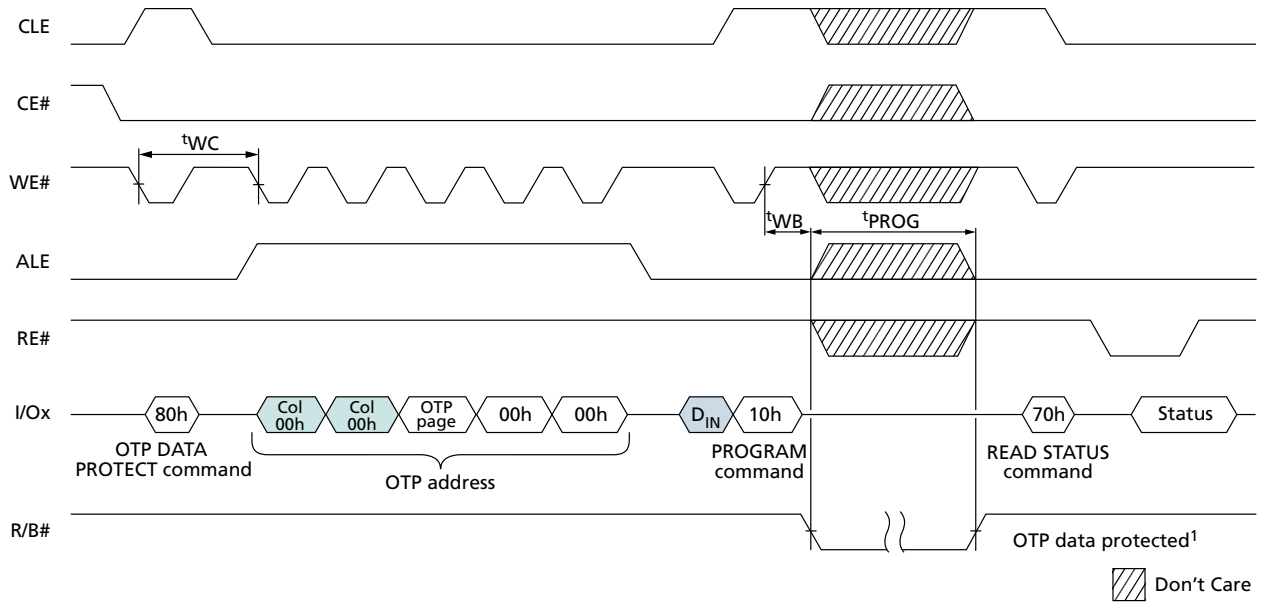 CLE
CE#
tWC
WE#
tWB
tPROG
ALE
RE#
I/Ox
80h
Col
00h
Col
00h
OTP
page
00h
00h
DIN
10h
70h
Status
OTP DATA
PROTECT command
OTP address
PROGRAM
command
READ STATUS
command
R/B#
OTP data protected1
Don't Care